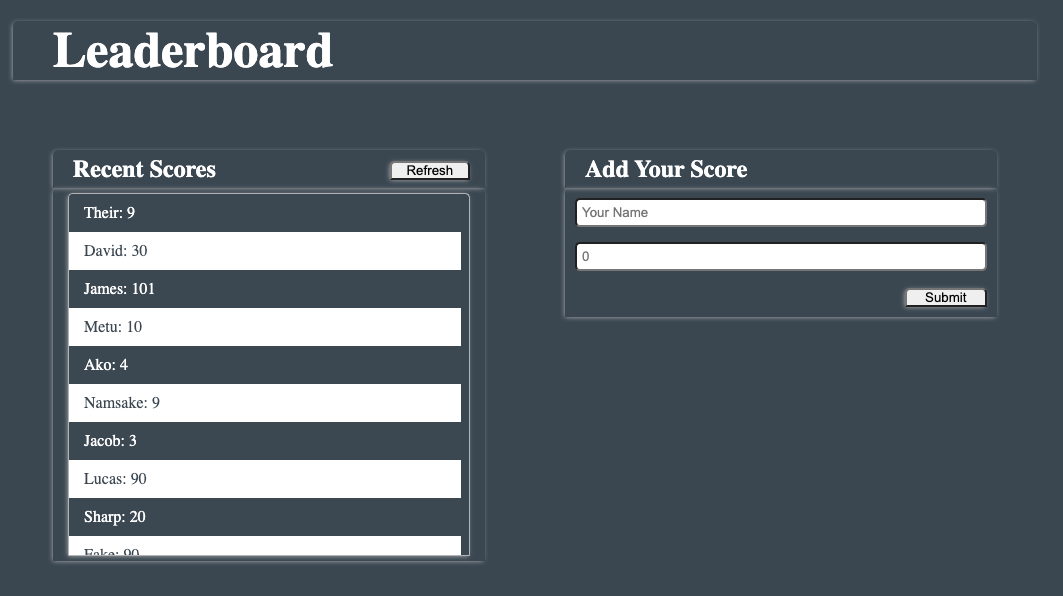 Leaderboard
Recent Scores
Refresh
Their: 9
David: 30
James: 101
Metu: 10
Ako: 4
Namsake: 9
Jacob: 3
Lucas: 90
Sharp: 20
Fake: 90
Add Your Score
Your Name
0
Submit